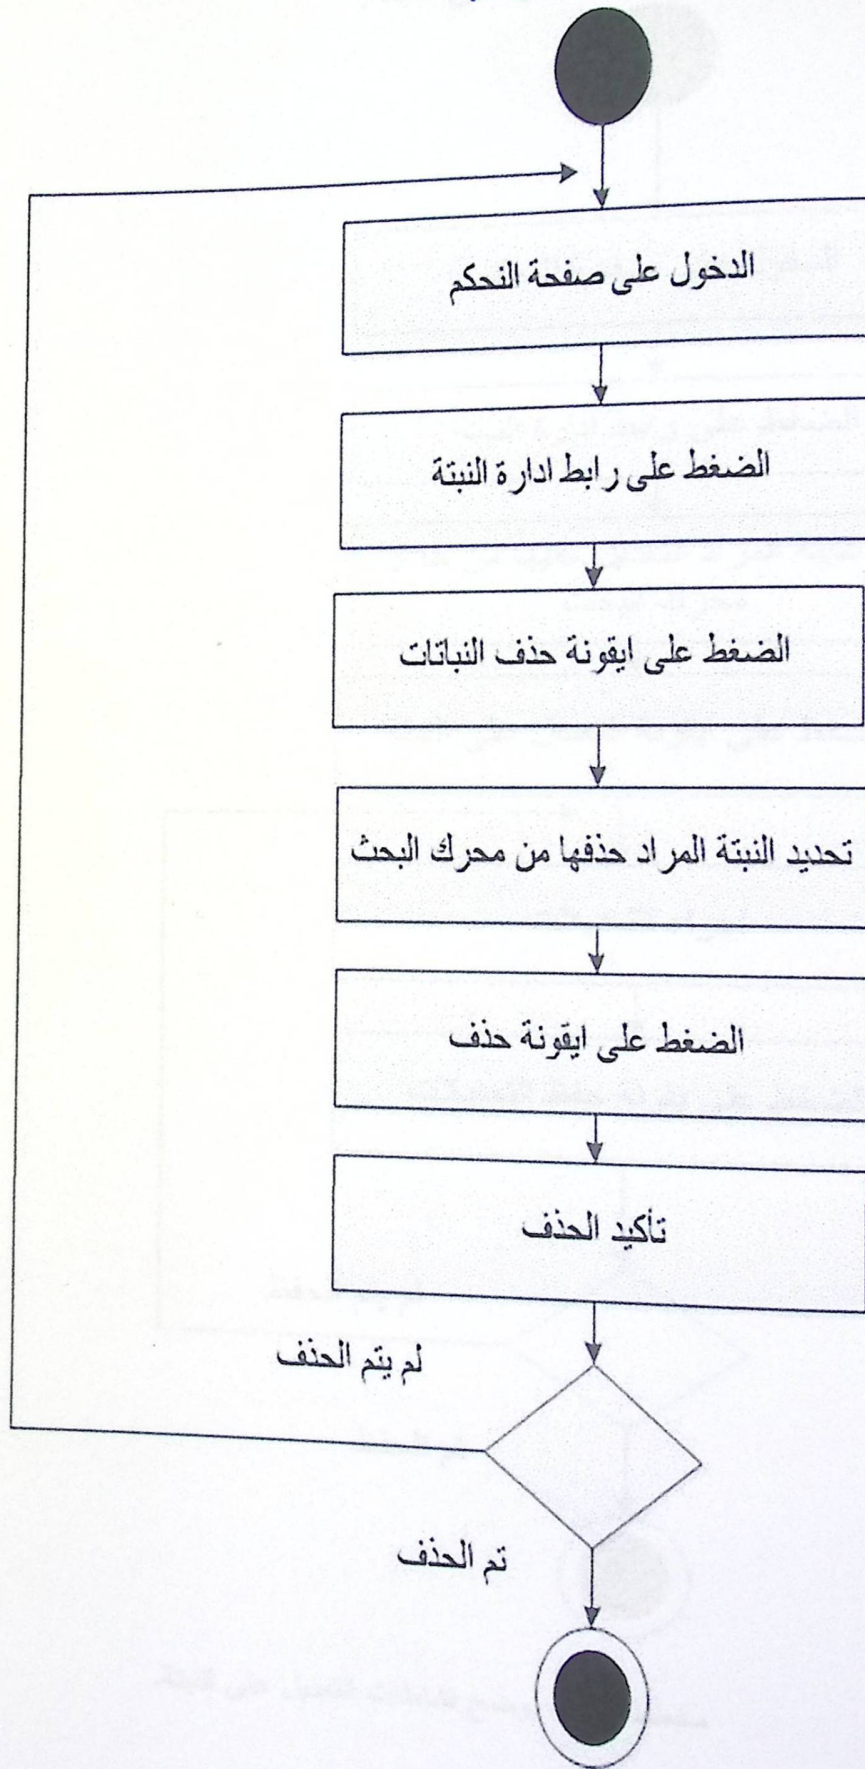 الدخول على صفحة النحكم
الضغط على رابط ادارة النبتة
الضغط على ايقونة حذف النباتات
تحديد النبتة المراد حذفها من محرك البحث
الضغط على ايقونة حذف
تأكيد الحذف
لم يتم الحذف
تم الحذف